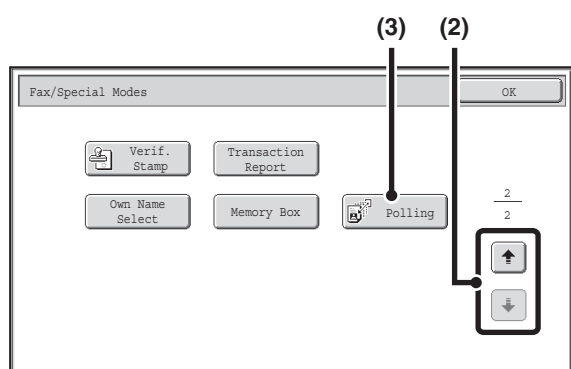 (3) (2)
Fax/Special Modes OK
Verif.
Stamp
Transaction
Report
Own Name
Select
Memory Box
Polling
2
2